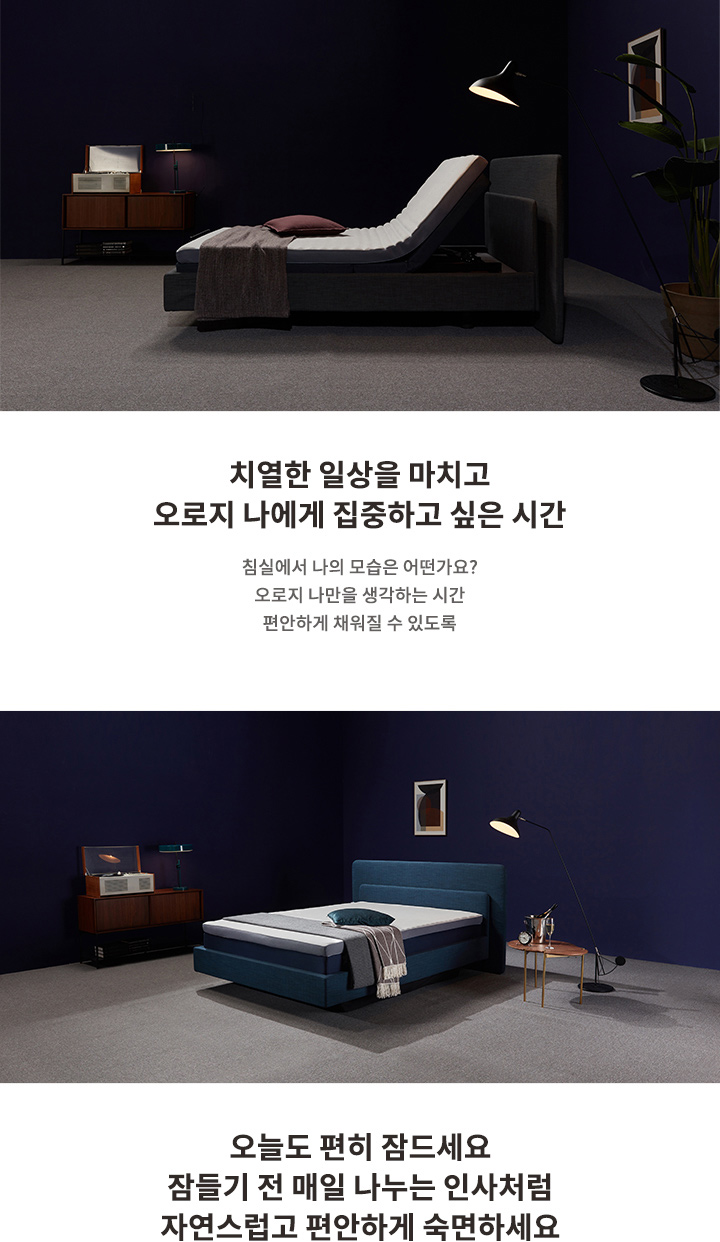 치열한 일상을 마치고
오로지 나에게 집중하고 싶은 시간
침실에서 나의 모습은 어떤가요?
오로지 나만을 생각하는 시간
편안하게 채워질 수 있도록
오늘도 편히 잠드세요
잠들기 전 매일 나누는 인사처럼
자연스럽고 편안하게 숙면하세요